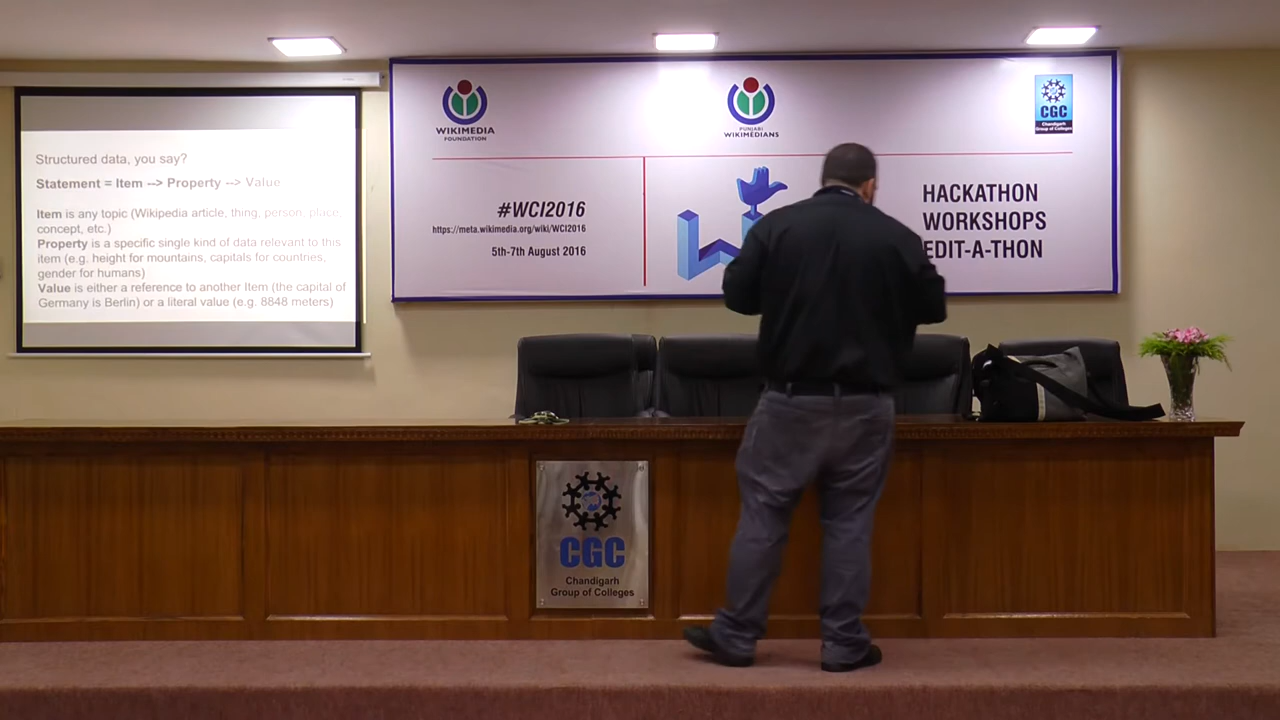 Structured data, you say?
Statement = Item --> Property --> Value
Item is any topic (Wikipedia article, thing, person, place,
concept, etc.)
Property is a specific single kind of data relevant to this
item (e.g. height for mountains, capitals for countries,
gender for humans)
Value is either a reference to another Item (the capital of
Germany is Berlin) or a literal value (e.g. 8848 meters)
WIKIMEDIA
FOUNDATION
PUNJABI
WIKIMEDIANS
CGC
Chandigarh
Group of Colleges
#WCI2016
https://meta.wikimedia.org/wiki/WCI2016
5th-7th August 2016
HACKATHON
WORKSHOPS
EDIT-A-THON
CGC
Chandigarh
Group of Colleges